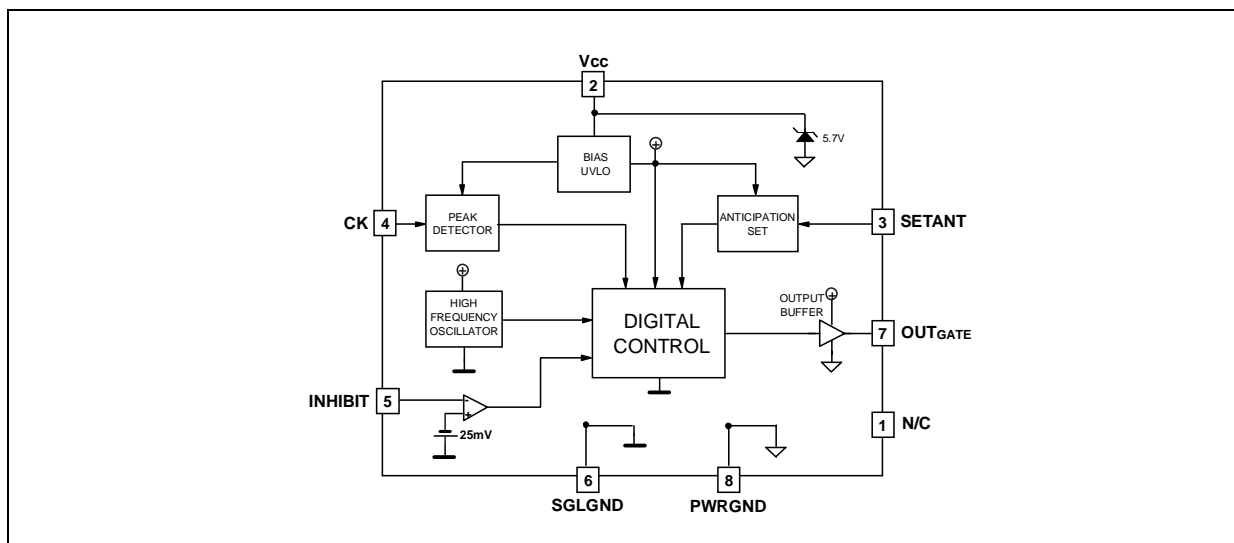 Vcc
2
5.7V
BIAS
UVLO
CK
4
PEAK
DETECTOR
ANTICIPATION
SET
3
SETANT
HIGH
FREQUENCY
OSCILLATOR
DIGITAL
CONTROL
OUTPUT
BUFFER
7
OUTGATE
INHIBIT
5
-
+
25mV
1
N/C
6
8
SGLGND
PWRGND